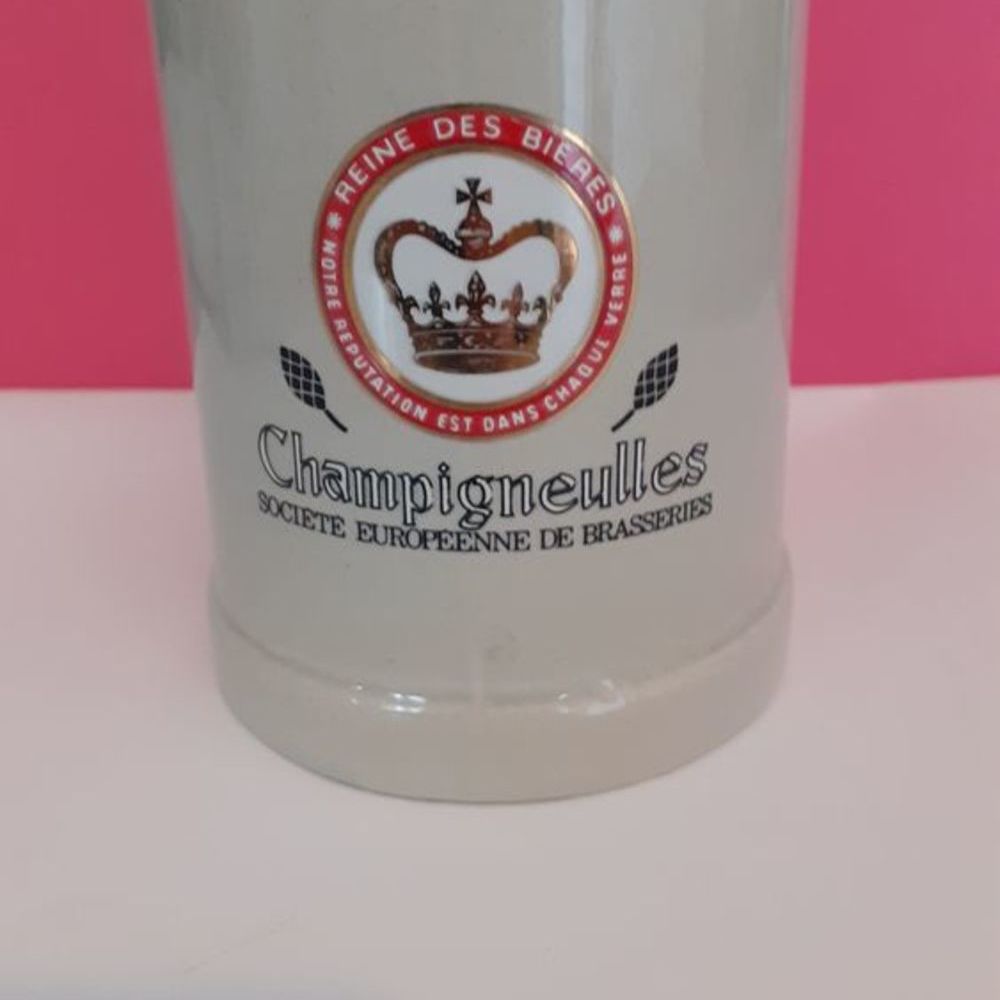 REINE DES BIERES
* NOTRE REPUTATION EST DANS CHAQUE VERRE *
Champigneulles
SOCIETE EUROPEENNE DE BRASSERIES